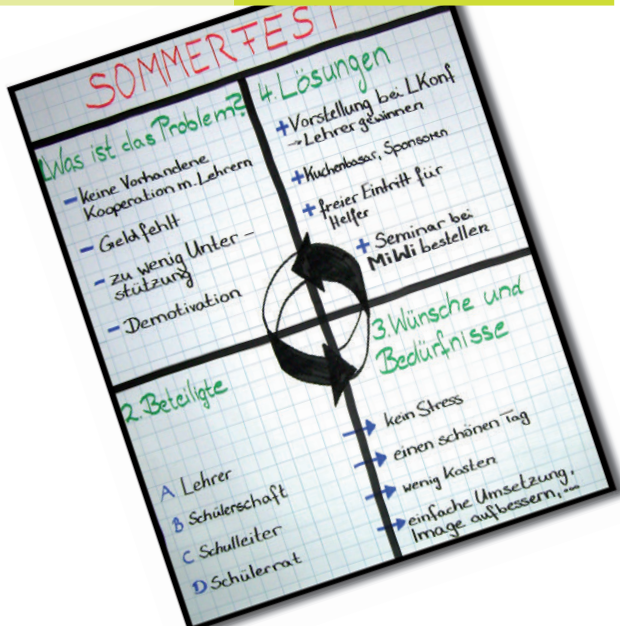 SOMMERFEST
1. Was ist das Problem?
- keine Vorhandene
Kooperation m. Lehrern
- Geld fehlt
- zu wenig Unter-
stützung
- Demotivation
2. Beteiligte
A Lehrer
B Schülerschaft
C Schulleiter
D Schülerrat
3. Wünsche und
Bedürfnisse
→ kein Stress
→ einen schönen Tag
→ wenig Kosten
→ einfache Umsetzung,
Image aufbessern,...
4. Lösungen
+ Vorstellung bei LKonf
→ Lehrer gewinnen
+ Kuchenbasar, Sponsoren
+ freier Eintritt für
Helfer
+ Seminar bei
MiWi bestellen